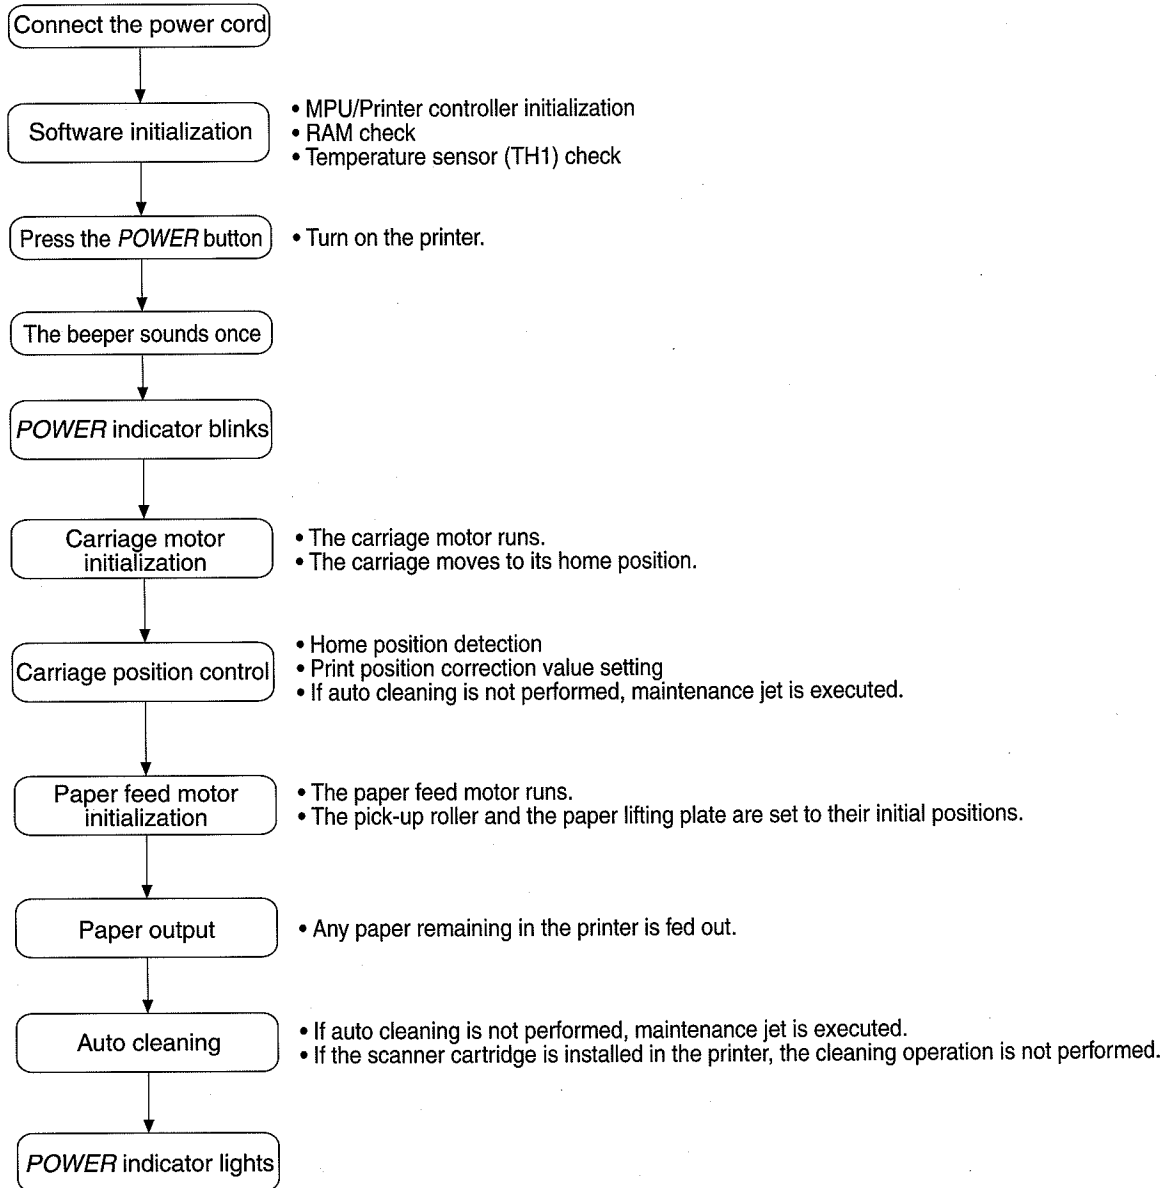 Connect the power cord
Software initialization
• MPU/Printer controller initialization
• RAM check
• Temperature sensor (TH1) check
Press the POWER button
• Turn on the printer.
The beeper sounds once
POWER indicator blinks
Carriage motor
initialization
• The carriage motor runs.
• The carriage moves to its home position.
Carriage position control
• Home position detection
• Print position correction value setting
• If auto cleaning is not performed, maintenance jet is executed.
Paper feed motor
initialization
• The paper feed motor runs.
• The pick-up roller and the paper lifting plate are set to their initial positions.
Paper output
• Any paper remaining in the printer is fed out.
Auto cleaning
• If auto cleaning is not performed, maintenance jet is executed.
• If the scanner cartridge is installed in the printer, the cleaning operation is not performed.
POWER indicator lights